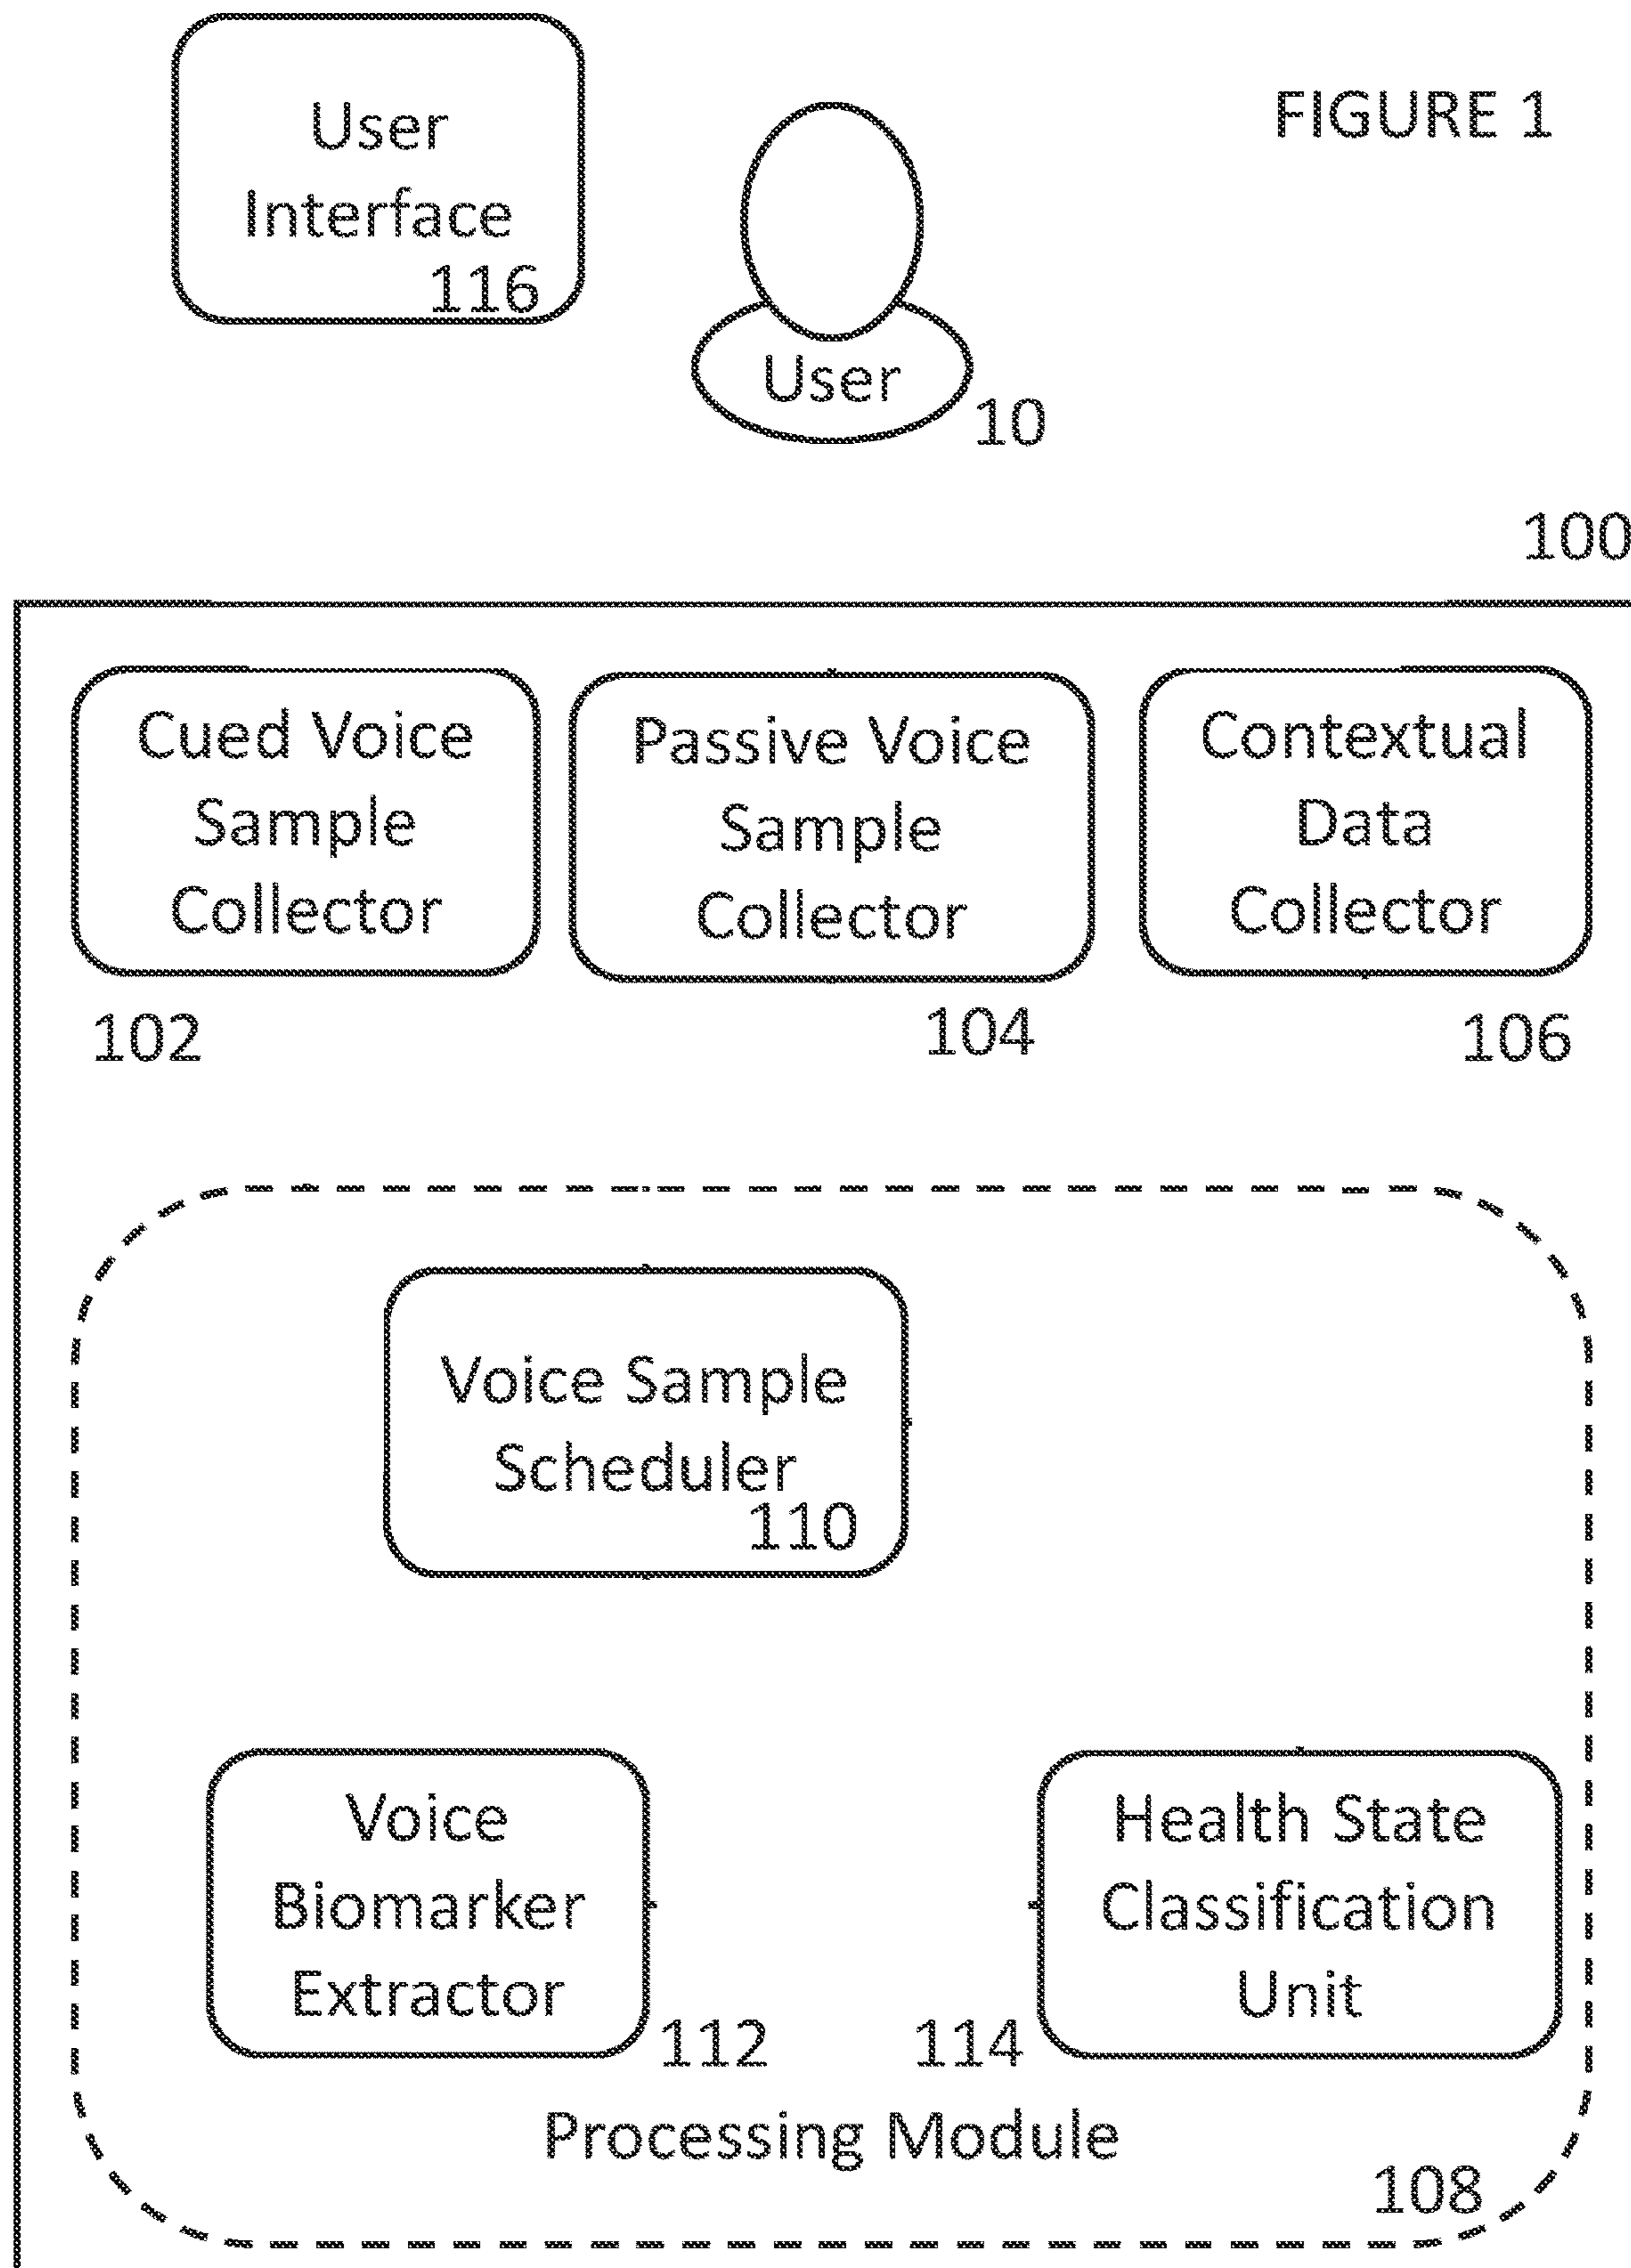 User
Interface
116
FIGURE 1
User
10
100
Cued Voice
Sample
Collector
102
Passive Voice
Sample
Collector
104
Contextual
Data
Collector
106
Voice Sample
Scheduler
110
Voice
Biomarker
Extractor
112
Health State
Classification
Unit
114
Processing Module
108